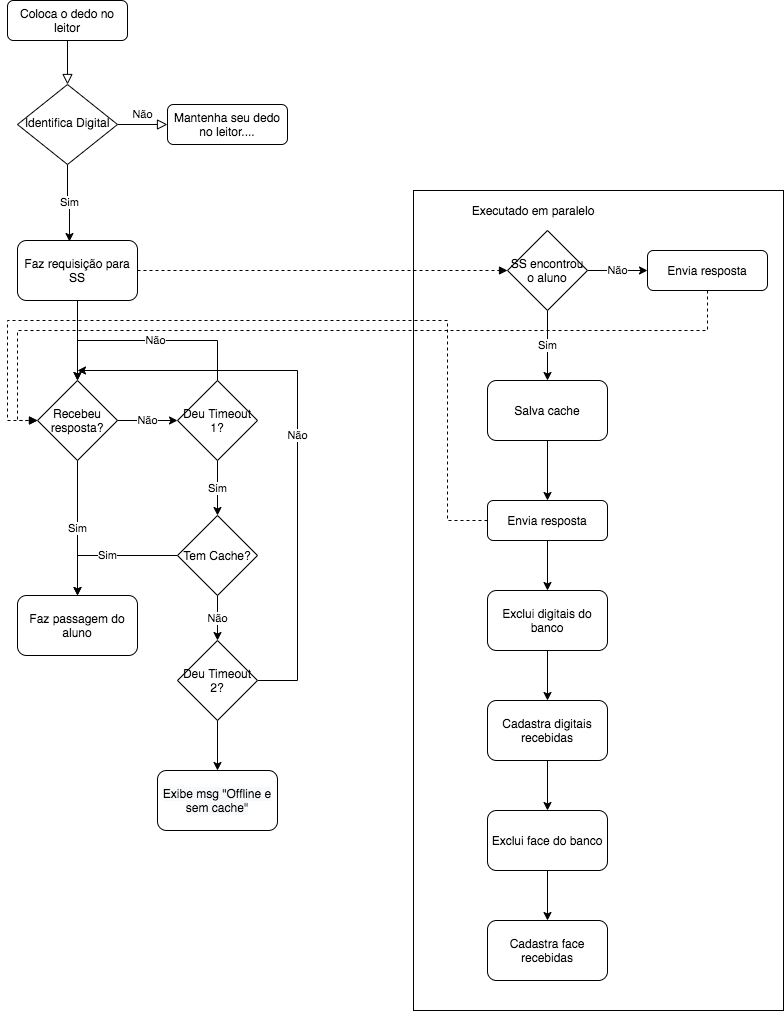 Coloca o dedo no
leitor
Identifica Digital
Não
Mantenha seu dedo
no leitor....
Sim
Faz requisição para
SS
Não
Recebeu
resposta?
Não
Deu Timeout
1?
Não
Sim
Sim
Tem Cache?
Sim
Faz passagem do
aluno
Não
Deu Timeout
2?
Exibe msg "Offline e
sem cache"
Executado em paralelo
SS encontrou
o aluno
Não
Envia resposta
Sim
Salva cache
Envia resposta
Exclui digitais do
banco
Cadastra digitais
recebidas
Exclui face do banco
Cadastra face
recebidas